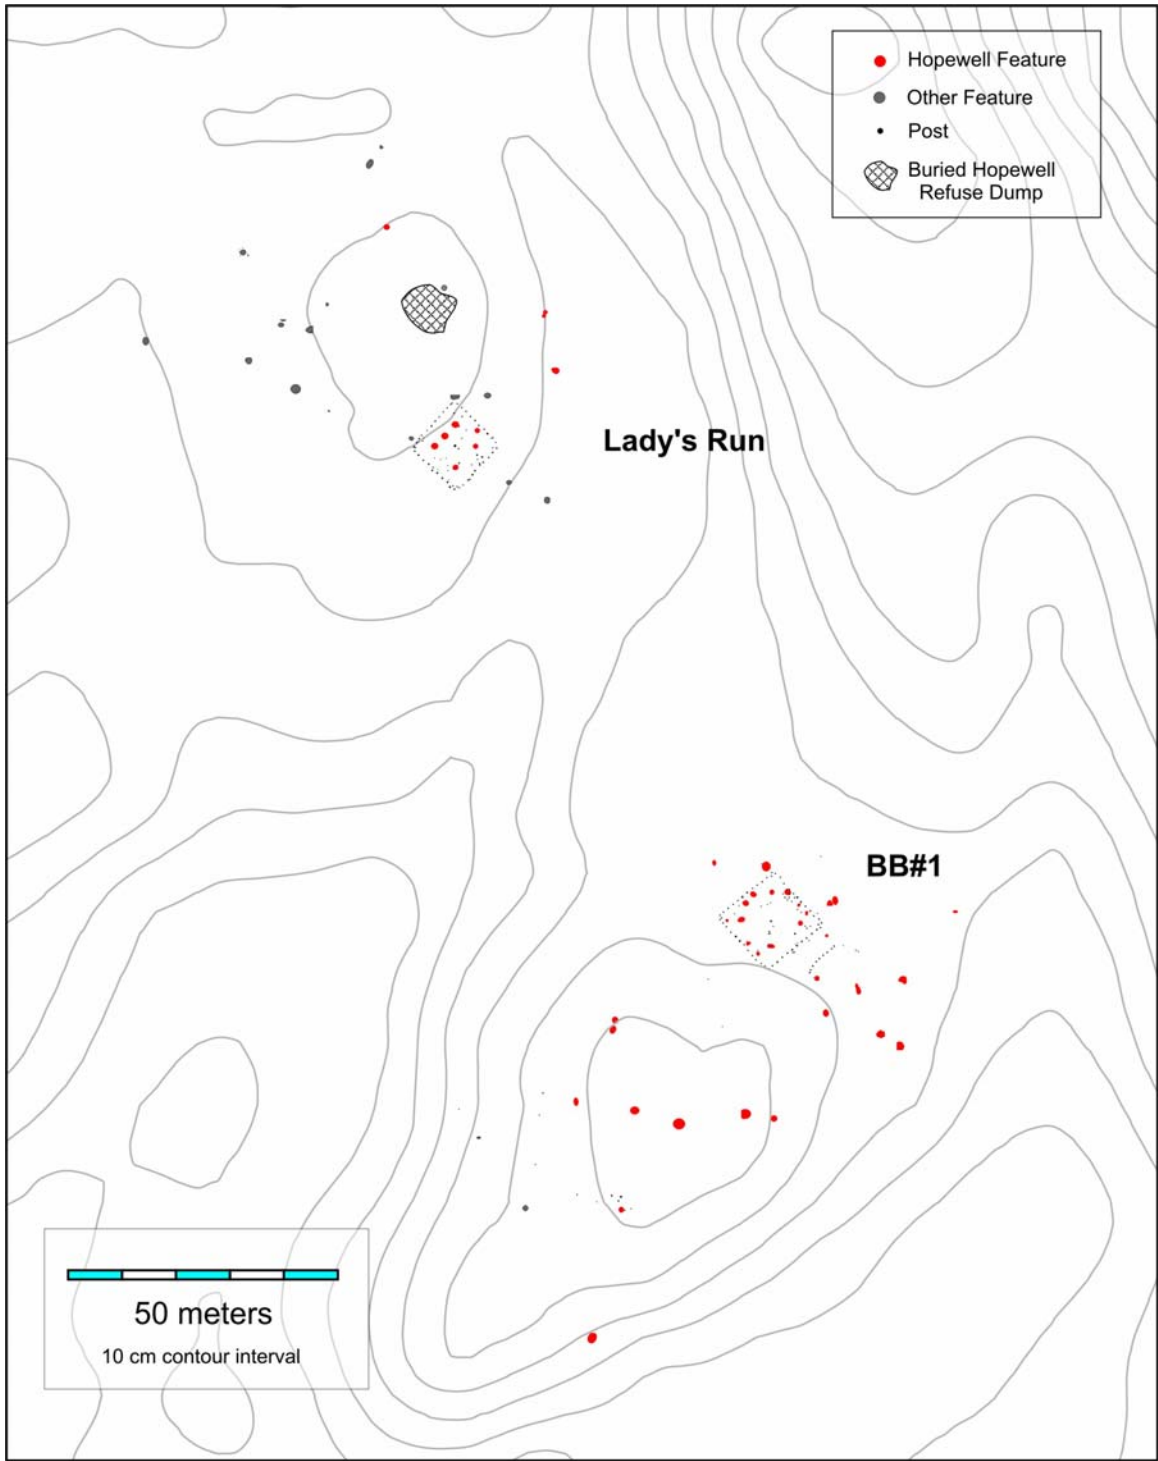 Hopewell Feature
Other Feature
Post
Buried Hopewell
Refuse Dump
Lady's Run
BB#1
50 meters
10 cm contour interval